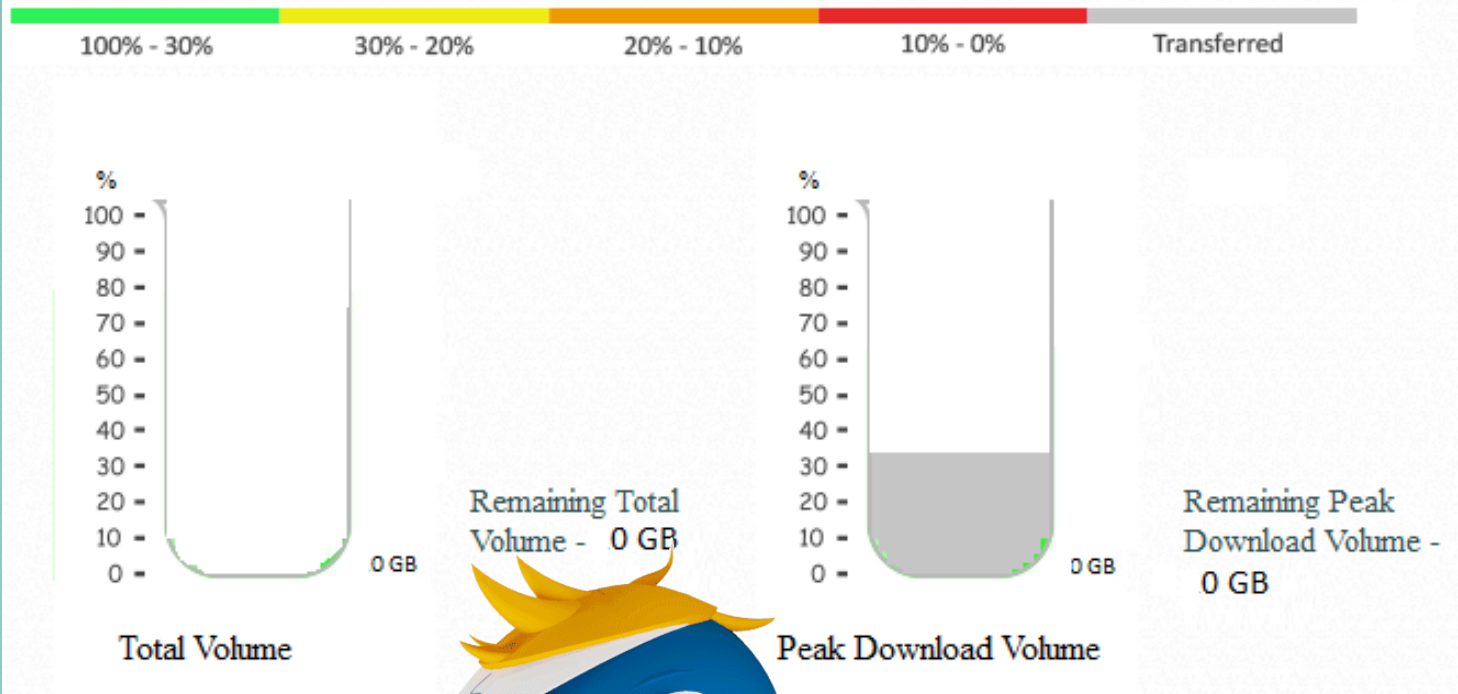 100% - 30% 30% - 20% 20% - 10% 10% - 0% Transferred
%
100
90
80
70
60
50
40
30
20
10
0
0 GB
Remaining Total
Volume - 0 GB
Total Volume
%
100
90
80
70
60
50
40
30
20
10
0
0 GB
Remaining Peak
Download Volume -
0 GB
Peak Download Volume